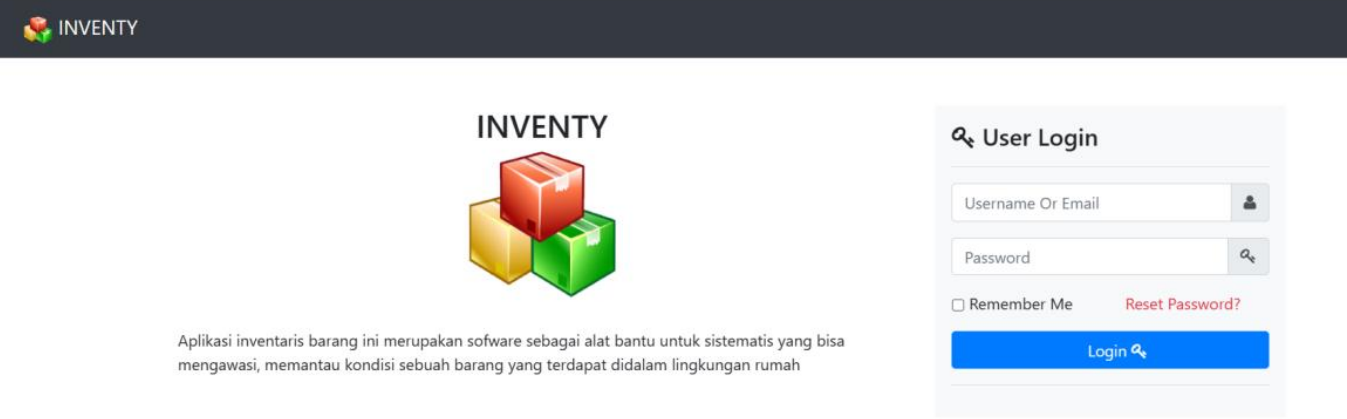 INVENTY
INVENTY
Aplikasi inventaris barang ini merupakan sofware sebagai alat bantu untuk sistematis yang bisa
mengawasi, memantau kondisi sebuah barang yang terdapat didalam lingkungan rumah
User Login
Username Or Email
Password
Remember Me
Reset Password?
Login